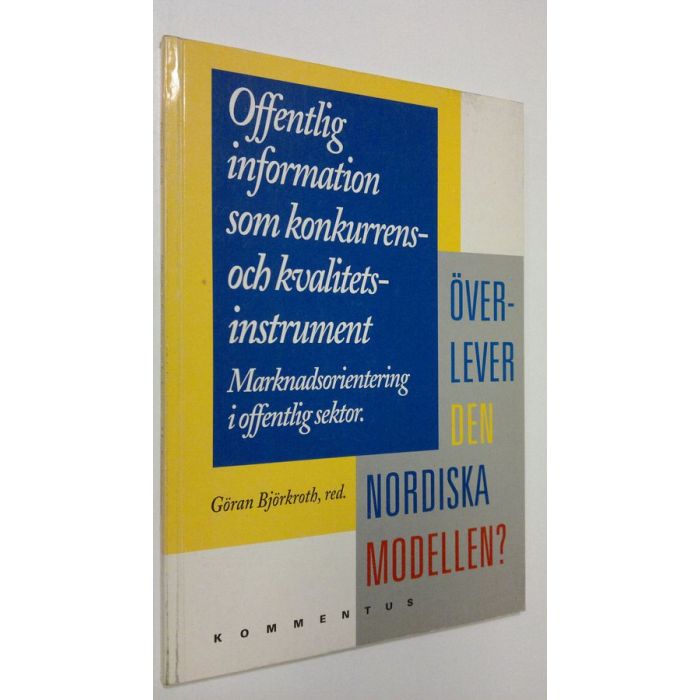 Offentlig
information
som konkurrens-
och kvalitets-
instrument
Marknadsorientering
i offentlig sektor.
Göran Björkroth, red.
ÖVER-
LEVER
DEN
NORDISKA
MODELLEN?
KOMMENTUS